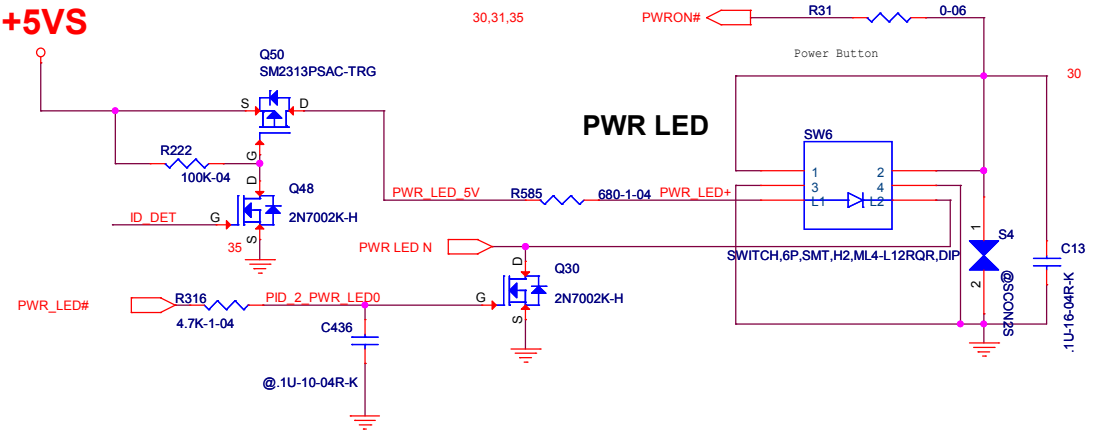 +5VS
30,31,35
PWRON#
R31
0-06
Q50
SM2313PSAC-TRG
Power Button
30
S
D
PWR LED
SW6
G
R222
100K-04
1
2
3
4
L1
L2
D
Q48
PWR_LED_5V
R585
680-1-04
PWR_LED+
ID_DET
G
2N7002K-H
35
S
PWR LED N
1
S4
SWITCH,6P,SMT,H2,ML4-L12RQR,DIP
C13
D
Q30
2
@SCON2S
.1U-16-04R-K
PWR_LED#
R316
PID_2_PWR_LED0
G
2N7002K-H
4.7K-1-04
S
C436
@.1U-10-04R-K